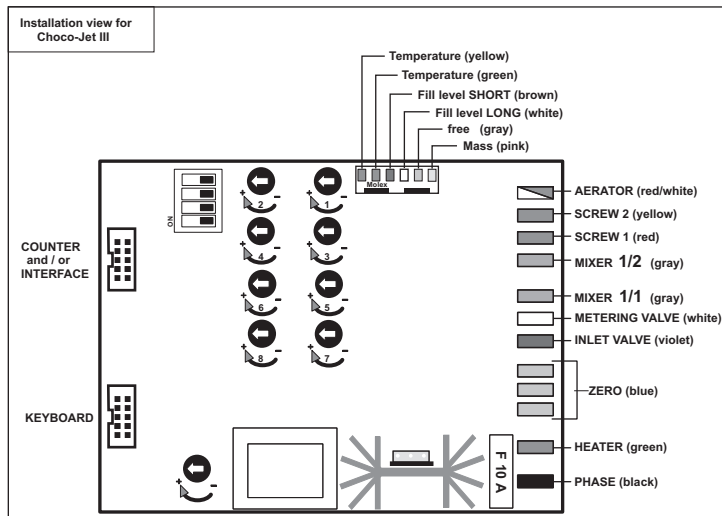 Installation view for
Choco-Jet III
Temperature (yellow)
Temperature (green)
Fill level SHORT (brown)
Fill level LONG (white)
free (gray)
Mass (pink)
Molex
ON
+ 2 -
+ 1 -
+ 4 -
+ 3 -
+ 6 -
+ 5 -
+ 8 -
+ 7 -
+ -
COUNTER
and / or
INTERFACE
KEYBOARD
AERATOR (red/white)
SCREW 2 (yellow)
SCREW 1 (red)
MIXER 1/2 (gray)
MIXER 1/1 (gray)
METERING VALVE (white)
INLET VALVE (violet)
ZERO (blue)
HEATER (green)
PHASE (black)
F 10 A